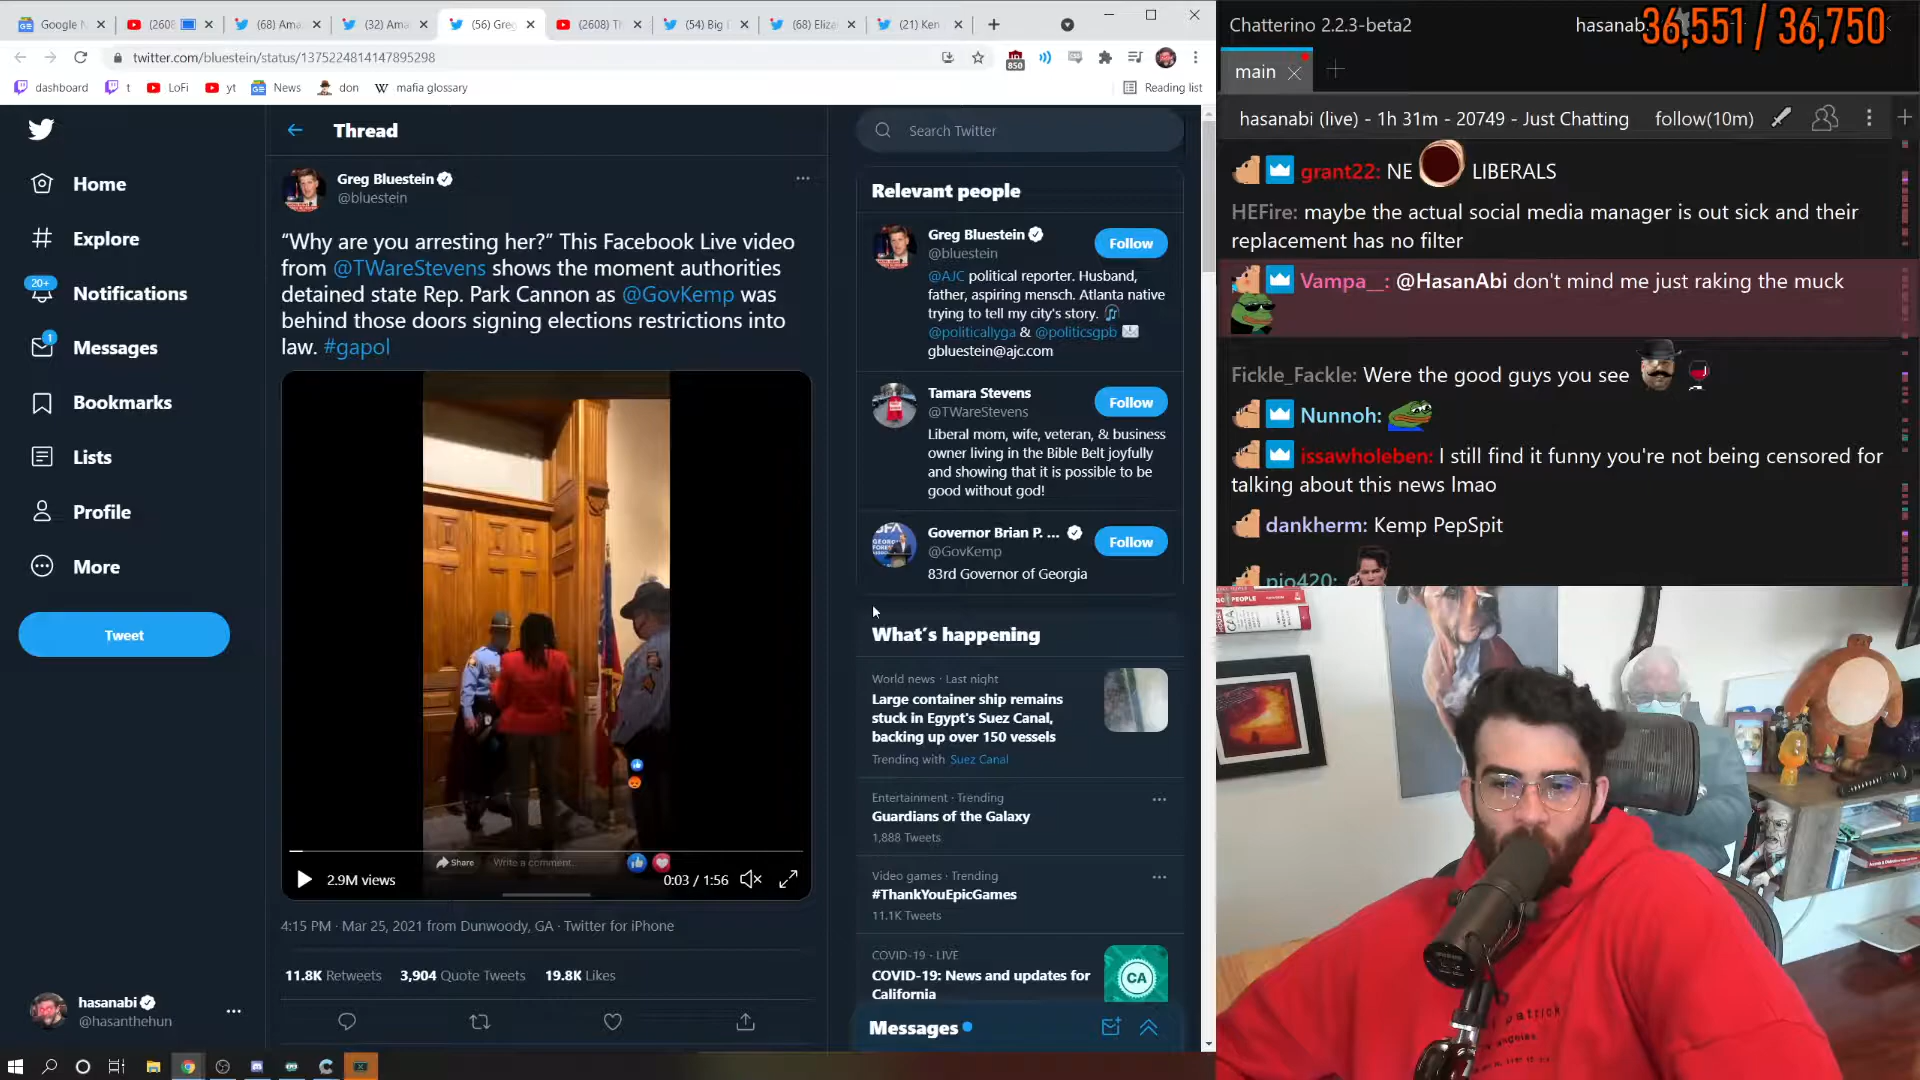 Google N
(2608
(68) Ama
(32) Ama
(56) Greg
(2608) Th
(54) Big
(68) Eliza
(21) Ken
twitter.com/bluestein/status/1375224814147895298
850
dashboard
t
LoFi
yt
News
don
mafia glossary
Reading list
Home
Explore
20+
Notifications
1
Messages
Bookmarks
Lists
Profile
More
Tweet
hasanabi
@hasanthehun
Thread
Greg Bluestein
@bluestein
“Why are you arresting her?” This Facebook Live video
from @TWareStevens shows the moment authorities
detained state Rep. Park Cannon as @GovKemp was
behind those doors signing elections restrictions into
law. #gapol
Share
Write a comment...
2.9M views
0:03 / 1:56
4:15 PM · Mar 25, 2021 from Dunwoody, GA · Twitter for iPhone
11.8K Retweets 3,904 Quote Tweets 19.8K Likes
Search Twitter
Relevant people
Greg Bluestein
@bluestein
Follow
@AJC political reporter. Husband,
father, aspiring mensch. Atlanta native
trying to tell my city's story.
@politicallyga & @politicsgpb
gbluestein@ajc.com
Tamara Stevens
@TWareStevens
Follow
Liberal mom, wife, veteran, & business
owner living in the Bible Belt joyfully
and showing that it is possible to be
good without god!
Governor Brian P. ...
@GovKemp
Follow
83rd Governor of Georgia
What's happening
World news · Last night
Large container ship remains
stuck in Egypt's Suez Canal,
backing up over 150 vessels
Trending with Suez Canal
Entertainment · Trending
Guardians of the Galaxy
1,888 Tweets
Video games · Trending
#ThankYouEpicGames
11.1K Tweets
COVID-19 · LIVE
COVID-19: News and updates for
California
CA
Messages
Chatterino 2.2.3-beta2
hasanab
36,551 / 36,750
main
hasanabi (live) - 1h 31m - 20749 - Just Chatting
follow(10m)
grant22: NE LIBERALS
HEFire: maybe the actual social media manager is out sick and their
replacement has no filter
Vampa__: @HasanAbi don't mind me just raking the muck
Fickle_Fackle: Were the good guys you see
Nunnoh:
issawholeben: I still find it funny you're not being censored for
talking about this news lmao
dankherm: Kemp PepSpit
pio420:
PEOPLE